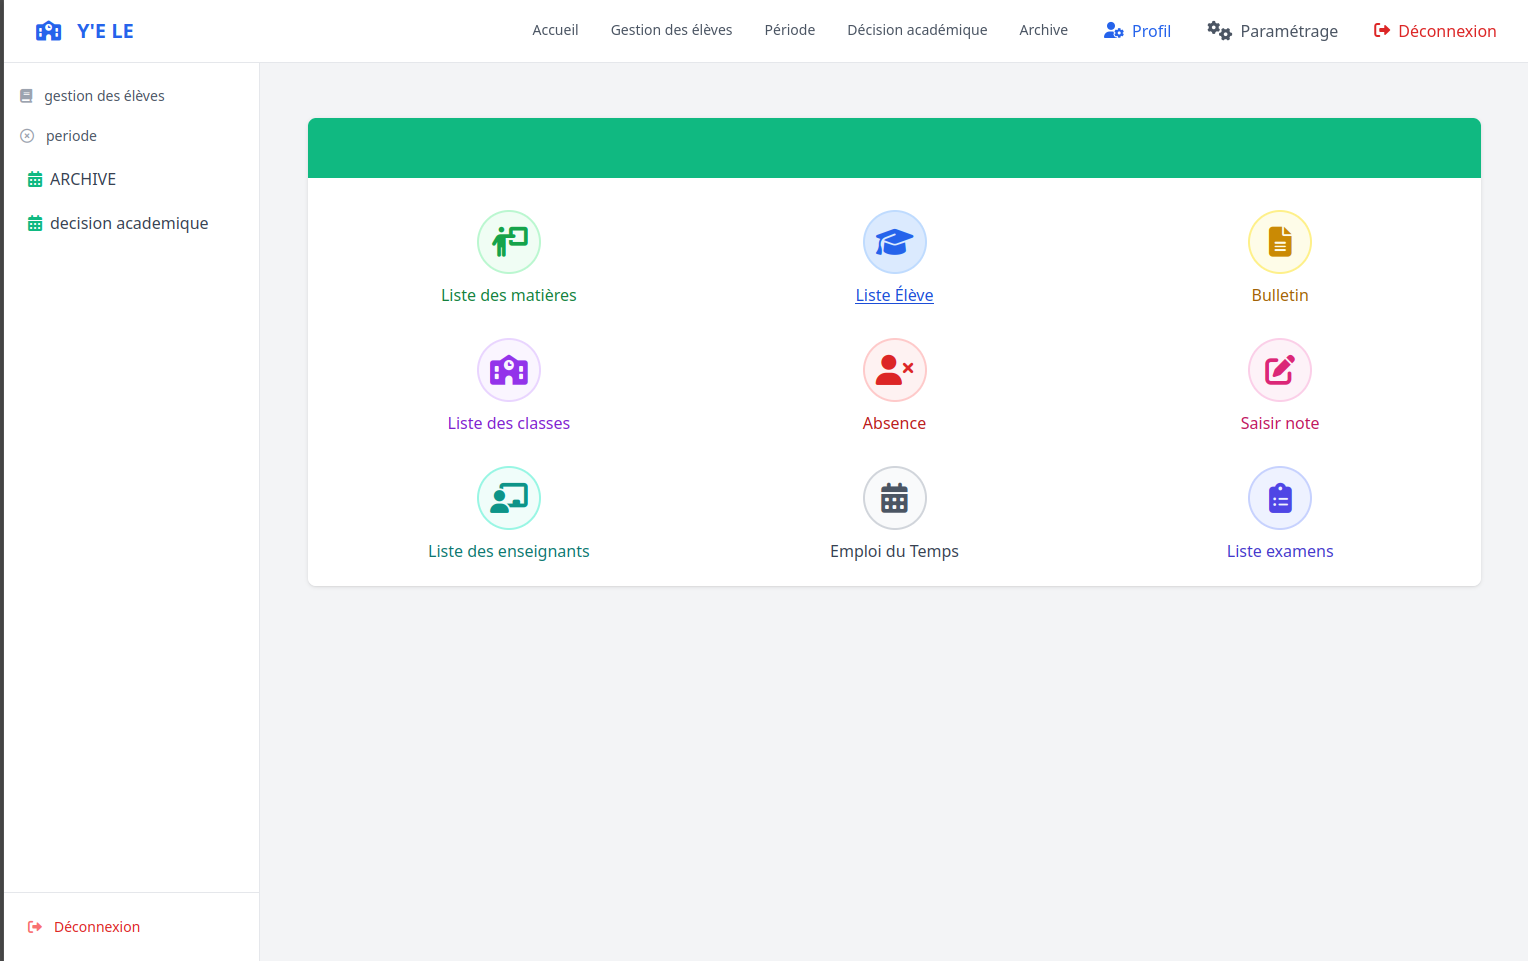 Y'E LE
Accueil
Gestion des élèves
Période
Décision académique
Archive
Profil
Paramétrage
Déconnexion
gestion des élèves
periode
ARCHIVE
decision academique
Liste des matières
Liste Élève
Bulletin
Liste des classes
Absence
Saisir note
Liste des enseignants
Emploi du Temps
Liste examens
Déconnexion